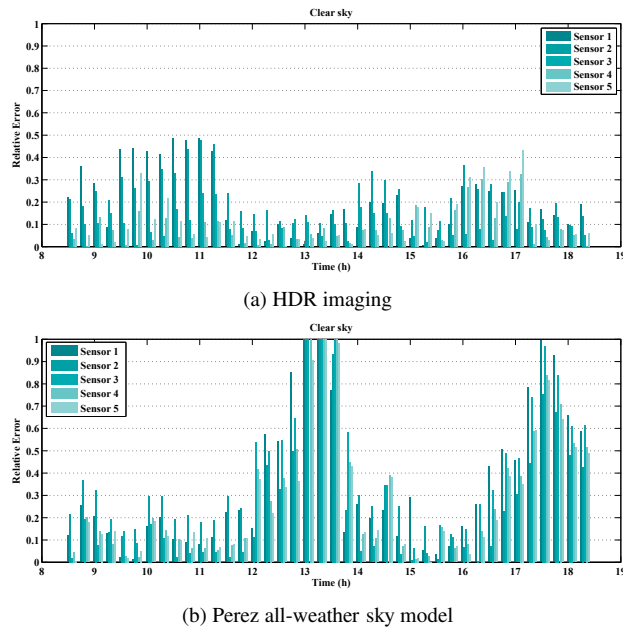 Clear sky
1
0.9
0.8
0.7
0.6
0.5
0.4
0.3
0.2
0.1
0
Relative Error
Sensor 1
Sensor 2
Sensor 3
Sensor 4
Sensor 5
8 9 10 11 12 13 14 15 16 17 18 19
Time (h)
(a) HDR imaging
Clear sky
1
0.9
0.8
0.7
0.6
0.5
0.4
0.3
0.2
0.1
0
Relative Error
Sensor 1
Sensor 2
Sensor 3
Sensor 4
Sensor 5
8 9 10 11 12 13 14 15 16 17 18 19
Time (h)
(b) Perez all-weather sky model